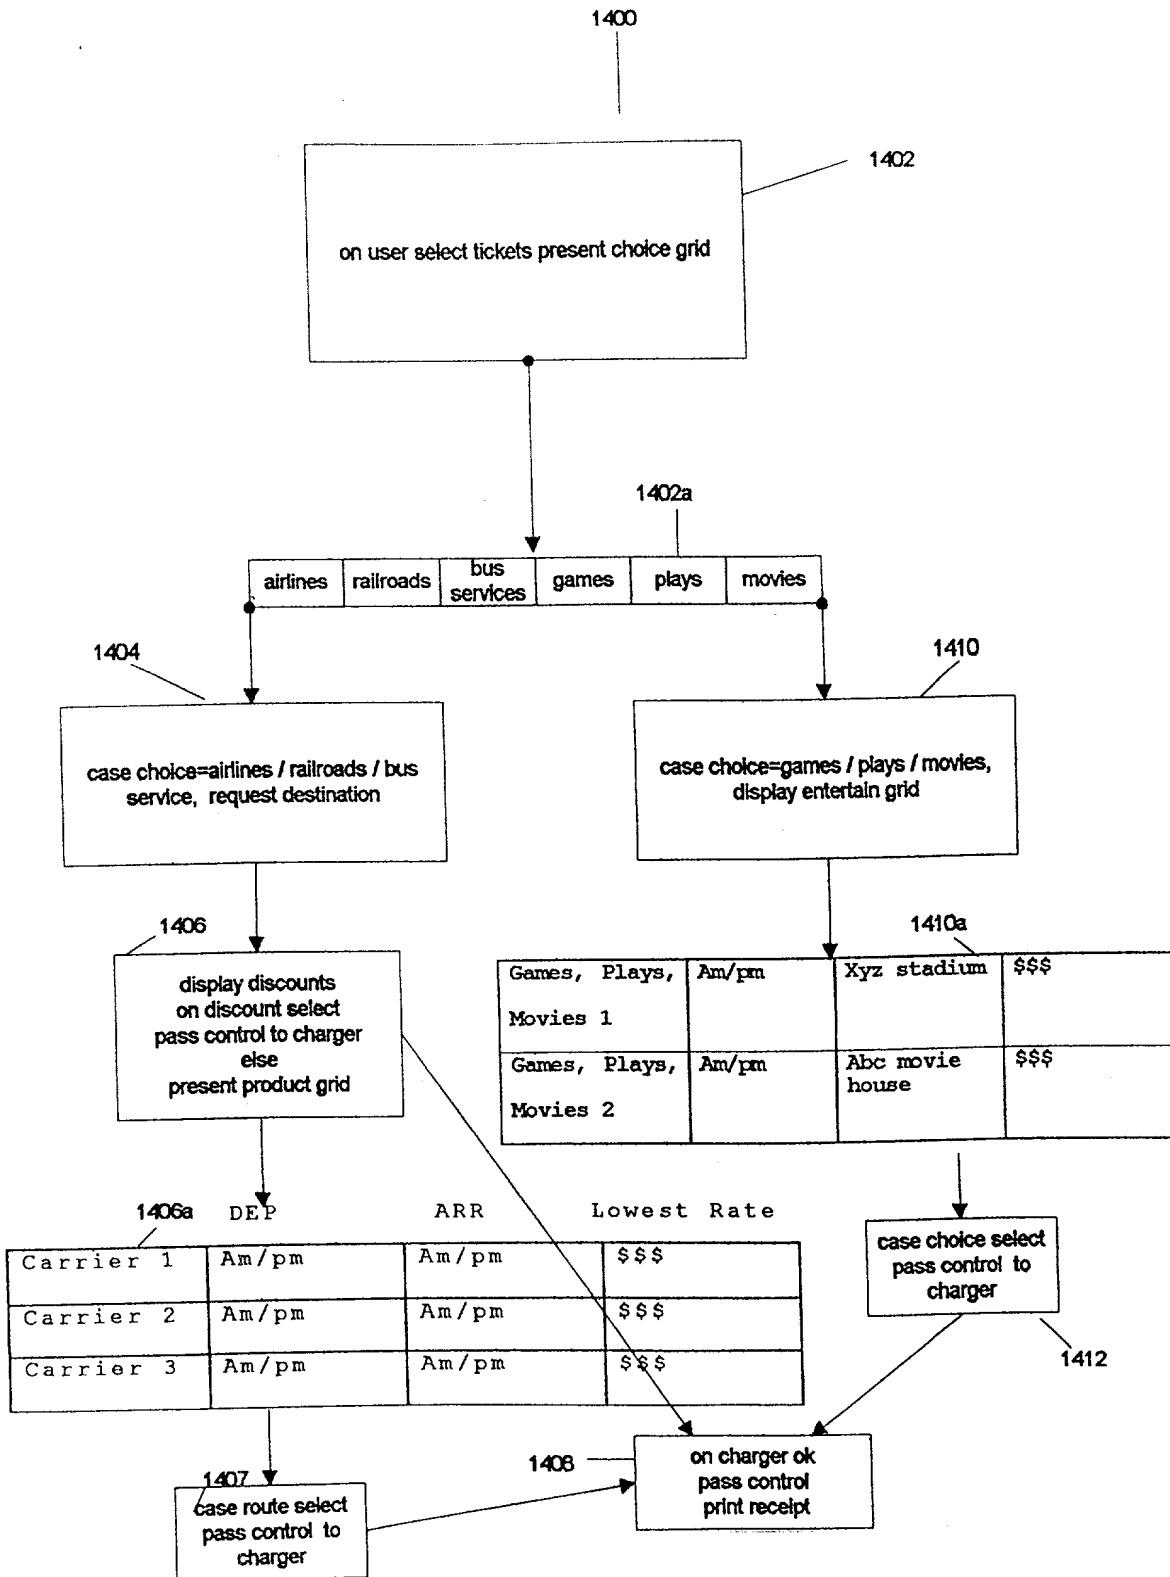 1400
1402
on user select tickets present choice grid
1402a
airlines railroads bus services games plays movies
1404
1410
case choice=airlines / railroads / bus
service, request destination
case choice=games / plays / movies,
display entertain grid
1406
display discounts
on discount select
pass control to charger
else
present product grid
1410a
Games, Plays, Am/pm Xyz stadium $$$
Movies 1
Games, Plays, Am/pm Abc movie $$$
house
Movies 2
1406a DEP ARR Lowest Rate
Carrier 1 Am/pm Am/pm $$$
Carrier 2 Am/pm Am/pm $$$
Carrier 3 Am/pm Am/pm $$$
case choice select
pass control to
charger
1412
1407
case route select
pass control to
charger
1408
on charger ok
pass control
print receipt